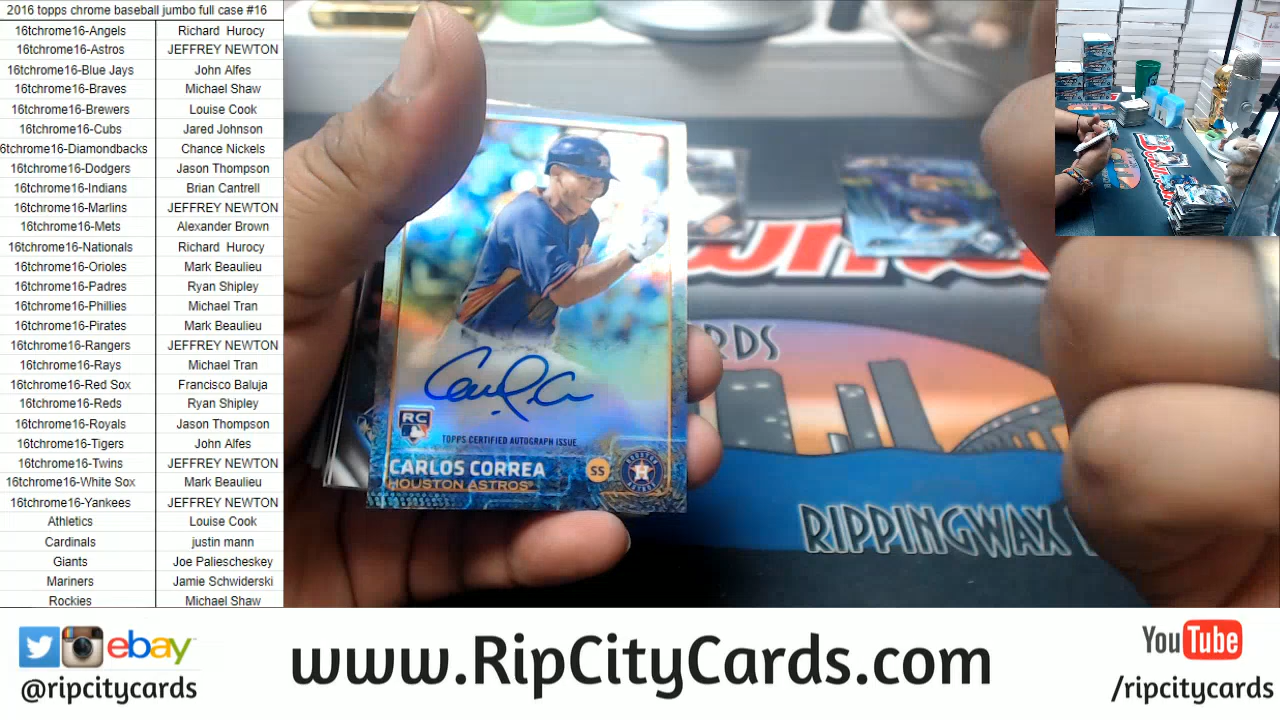 2016 topps chrome baseball jumbo full case #16
16tchrome16-Angels Richard Hurocy
16tchrome16-Astros JEFFREY NEWTON
16tchrome16-Blue Jays John Alfes
16tchrome16-Braves Michael Shaw
16tchrome16-Brewers Louise Cook
16tchrome16-Cubs Jared Johnson
6tchrome16-Diamondbacks Chance Nickels
16tchrome16-Dodgers Jason Thompson
16tchrome16-Indians Brian Cantrell
16tchrome16-Marlins JEFFREY NEWTON
16tchrome16-Mets Alexander Brown
16tchrome16-Nationals Richard Hurocy
16tchrome16-Orioles Mark Beaulieu
16tchrome16-Padres Ryan Shipley
16tchrome16-Phillies Michael Tran
16tchrome16-Pirates Mark Beaulieu
16tchrome16-Rangers JEFFREY NEWTON
16tchrome16-Rays Michael Tran
16tchrome16-Red Sox Francisco Baluja
16tchrome16-Reds Ryan Shipley
16tchrome16-Royals Jason Thompson
16tchrome16-Tigers John Alfes
16tchrome16-Twins JEFFREY NEWTON
16tchrome16-White Sox Mark Beaulieu
16tchrome16-Yankees JEFFREY NEWTON
Athletics Louise Cook
Cardinals justin mann
Giants Joe Paliescheskey
Mariners Jamie Schwiderski
Rockies Michael Shaw
RC
TOPPS CERTIFIED AUTOGRAPH ISSUE
CARLOS CORREA SS
HOUSTON ASTROS
RDS
RIPPINGWAX
ebay
@ripcitycards
www.RipCityCards.com
YouTube
/ripcitycards